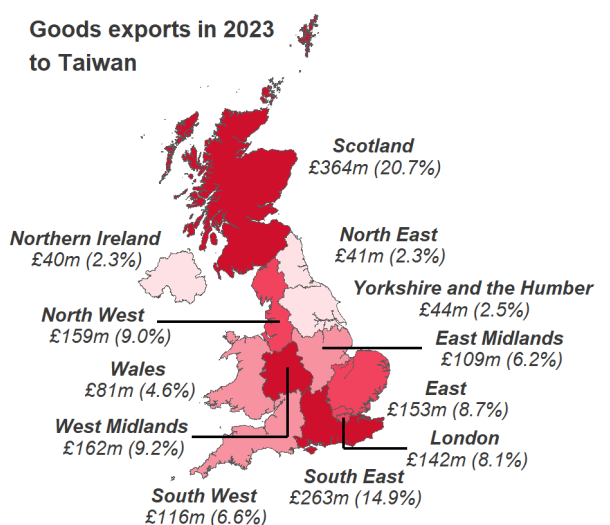 Goods exports in 2023
to Taiwan
Scotland
£364m (20.7%)
Northern Ireland
£40m (2.3%)
North East
£41m (2.3%)
Yorkshire and the Humber
£44m (2.5%)
North West
£159m (9.0%)
East Midlands
£109m (6.2%)
Wales
£81m (4.6%)
East
£153m (8.7%)
West Midlands
£162m (9.2%)
London
£142m (8.1%)
South East
£263m (14.9%)
South West
£116m (6.6%)